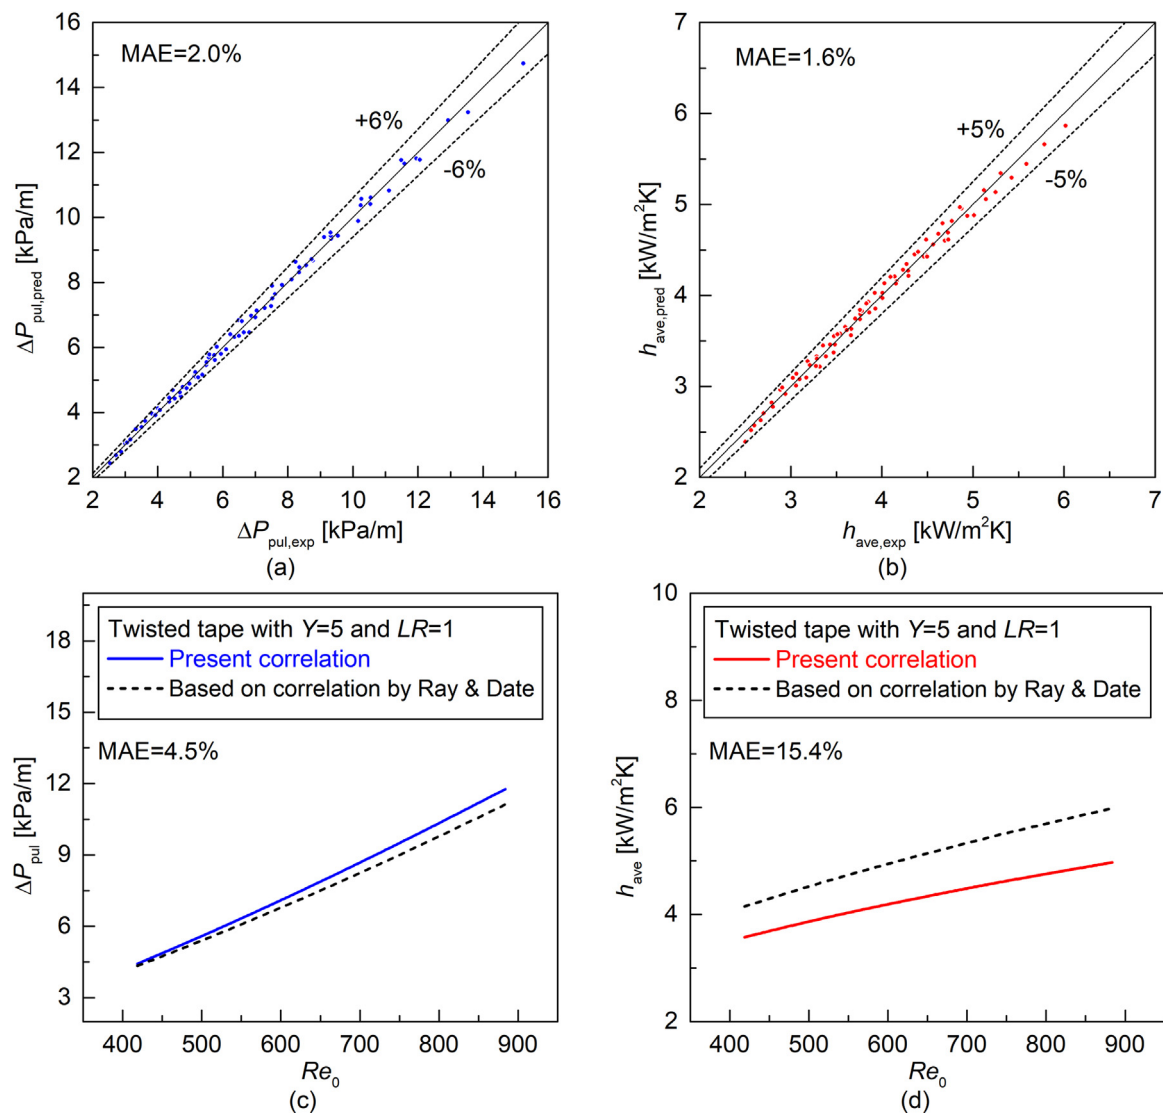 MAE=2.0%
+6%
-6%
16
14
12
10
8
6
4
2
2 4 6 8 10 12 14 16
ΔP_pul,pred [kPa/m]
ΔP_pul,exp [kPa/m]
(a)
MAE=1.6%
+5%
-5%
7
6
5
4
3
2
2 3 4 5 6 7
h_ave,pred [kW/m²K]
h_ave,exp [kW/m²K]
(b)
Twisted tape with Y=5 and LR=1
Present correlation
Based on correlation by Ray & Date
MAE=4.5%
18
15
12
9
6
3
400 500 600 700 800 900
ΔP_pul [kPa/m]
Re₀
(c)
Twisted tape with Y=5 and LR=1
Present correlation
Based on correlation by Ray & Date
MAE=15.4%
10
8
6
4
2
400 500 600 700 800 900
h_ave [kW/m²K]
Re₀
(d)